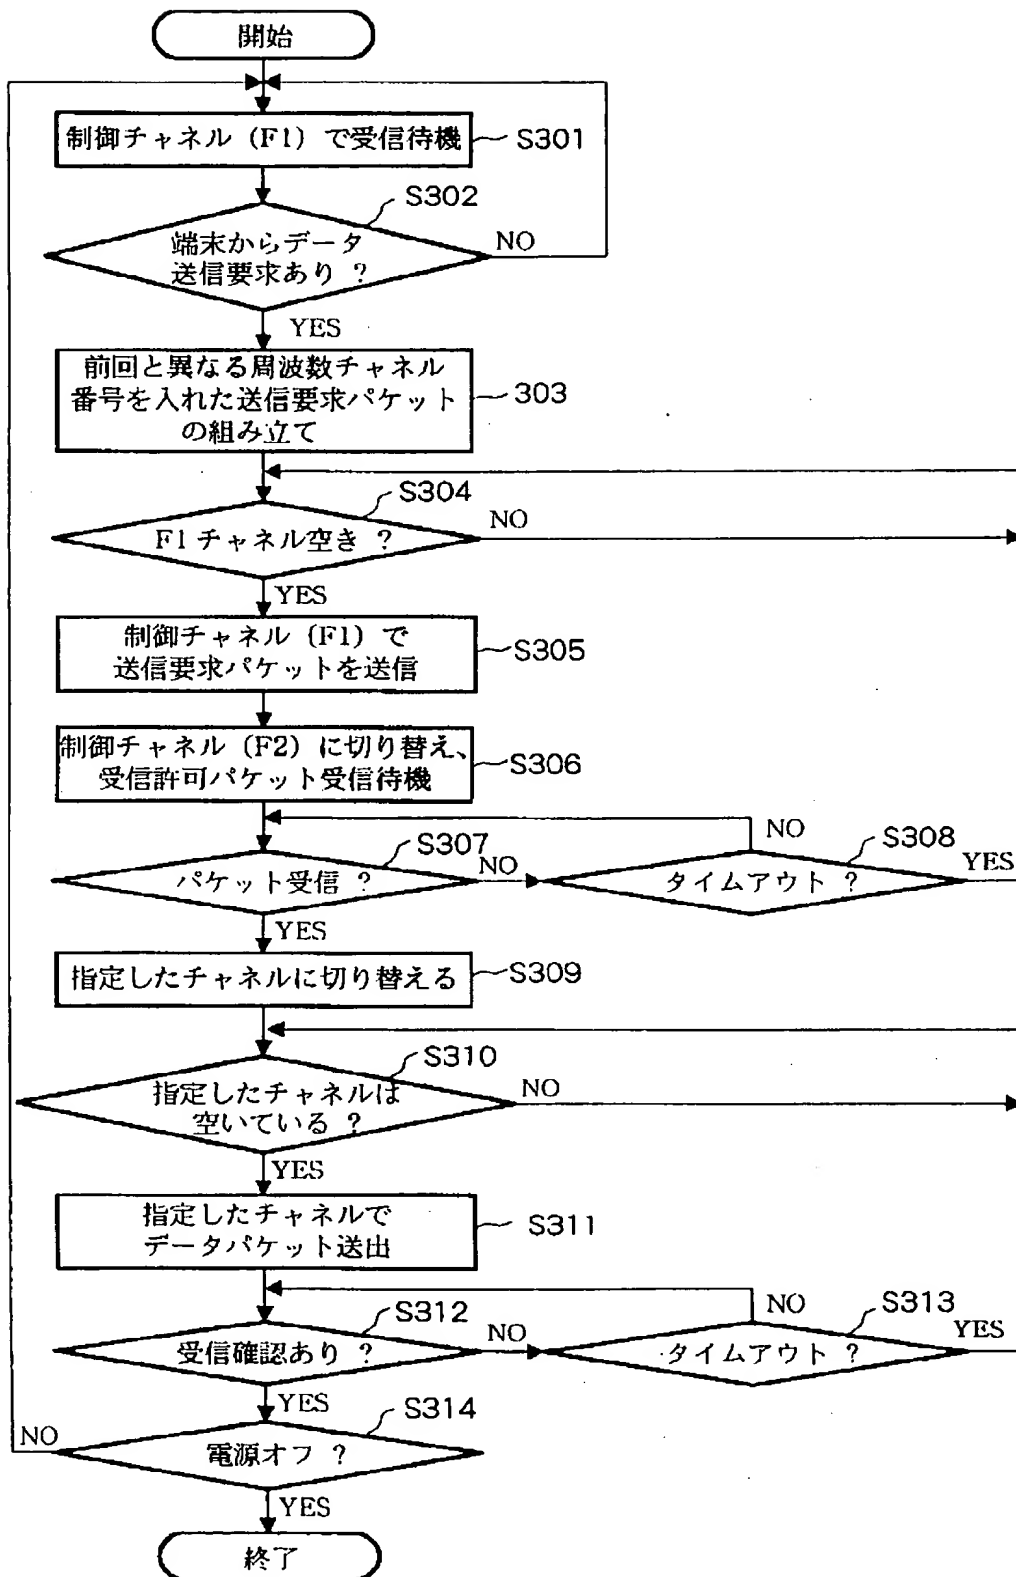 開始
制御チャネル (F1) で受信待機
S301
S302
端末からデータ
送信要求あり ?
NO
YES
前回と異なる周波数チャネル
番号を入れた送信要求パケット
の組み立て
303
S304
F1チャネル空き ?
NO
YES
制御チャネル (F1) で
送信要求パケットを送信
S305
制御チャネル (F2) に切り替え、
受信許可パケット受信待機
S306
S307
パケット受信 ?
NO
YES
NO
S308
タイムアウト ?
YES
指定したチャネルに切り替える
S309
S310
指定したチャネルは
空いている ?
NO
YES
指定したチャネルで
データパケット送出
S311
S312
受信確認あり ?
NO
YES
NO
S313
タイムアウト ?
YES
S314
NO
電源オフ ?
YES
終了